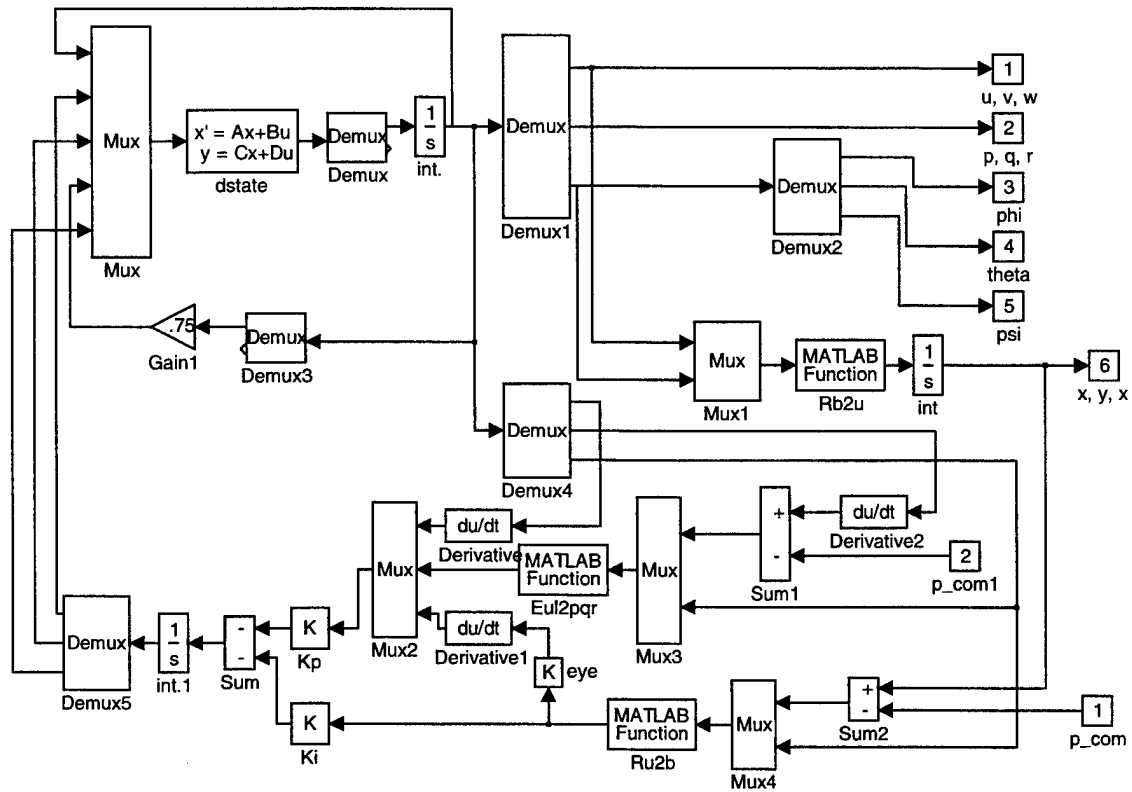 Mux
Mux
x' = Ax+Bu
y = Cx+Du
dstate
Demux
Demux
1
s
int.
Demux
Demux1
Demux
Demux2
1
u, v, w
2
p, q, r
3
phi
4
theta
5
psi
.75
Gain1
Demux
Demux3
Mux
Mux1
MATLAB
Function
Rb2u
1
s
int
6
x, y, x
Demux
Demux4
Mux
Mux2
du/dt
Derivative
MATLAB
Function
Eul2pqr
du/dt
Derivative1
K
eye
Mux
Mux3
+
-
Sum1
du/dt
Derivative2
2
p_com1
Demux
Demux5
1
s
int.1
-
-
Sum
K
Kp
K
Ki
MATLAB
Function
Ru2b
Mux
Mux4
+
-
Sum2
1
p_com